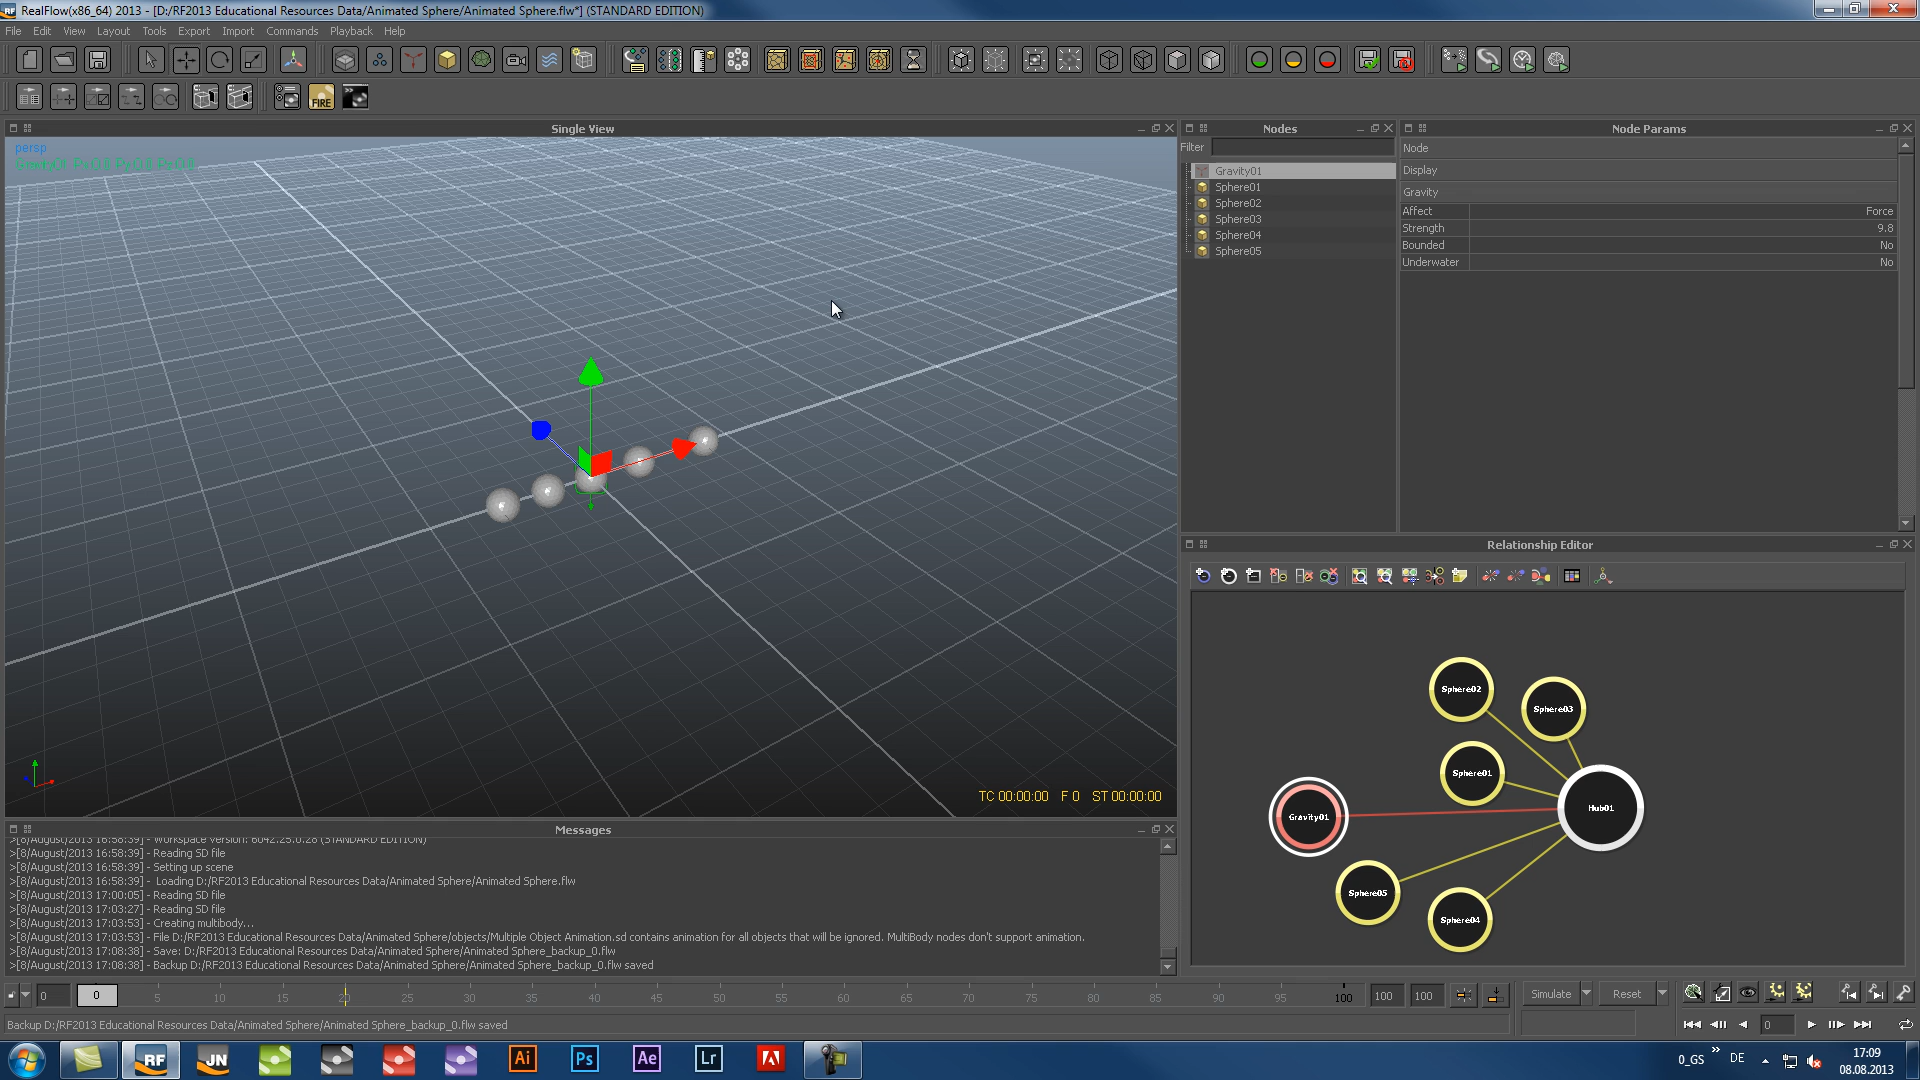 RealFlow(x86_64) 2013 - [D:/RF2013 Educational Resources Data/Animated Sphere/Animated Sphere.flw*] (STANDARD EDITION)
File Edit View Layout Tools Export Import Commands Playback Help
FIRE
Single View
persp
TC 00:00:00 F 0 ST 00:00:00
Nodes
Filter
Gravity01
Sphere01
Sphere02
Sphere03
Sphere04
Sphere05
Node Params
Node
Display
Gravity
Affect Force
Strength 9.8
Bounded No
Underwater No
Relationship Editor
Sphere02
Sphere03
Sphere01
Hub01
Gravity01
Sphere05
Sphere04
Messages
>[8/August/2013 16:58:39] - Workspace version: 6042.25.0.28 (STANDARD EDITION)
>[8/August/2013 16:58:39] - Reading SD file
>[8/August/2013 16:58:39] - Setting up scene
>[8/August/2013 16:58:39] - Loading D:/RF2013 Educational Resources Data/Animated Sphere/Animated Sphere.flw
>[8/August/2013 17:00:05] - Reading SD file
>[8/August/2013 17:03:27] - Reading SD file
>[8/August/2013 17:03:53] - Creating multibody...
>[8/August/2013 17:03:53] - File D:/RF2013 Educational Resources Data/Animated Sphere/objects/Multiple Object Animation.sd contains animation for all objects that will be ignored. MultiBody nodes don't support animation.
>[8/August/2013 17:08:38] - Save: D:/RF2013 Educational Resources Data/Animated Sphere/Animated Sphere_backup_0.flw
>[8/August/2013 17:08:38] - Backup D:/RF2013 Educational Resources Data/Animated Sphere/Animated Sphere_backup_0.flw saved
0 0 5 10 15 20 25 30 35 40 45 50 55 60 65 70 75 80 85 90 95 100 100 100
Simulate Reset
0
Backup D:/RF2013 Educational Resources Data/Animated Sphere/Animated Sphere_backup_0.flw saved
RF JN Ai Ps Ae Lr
0_GS » DE
17:09
08.08.2013